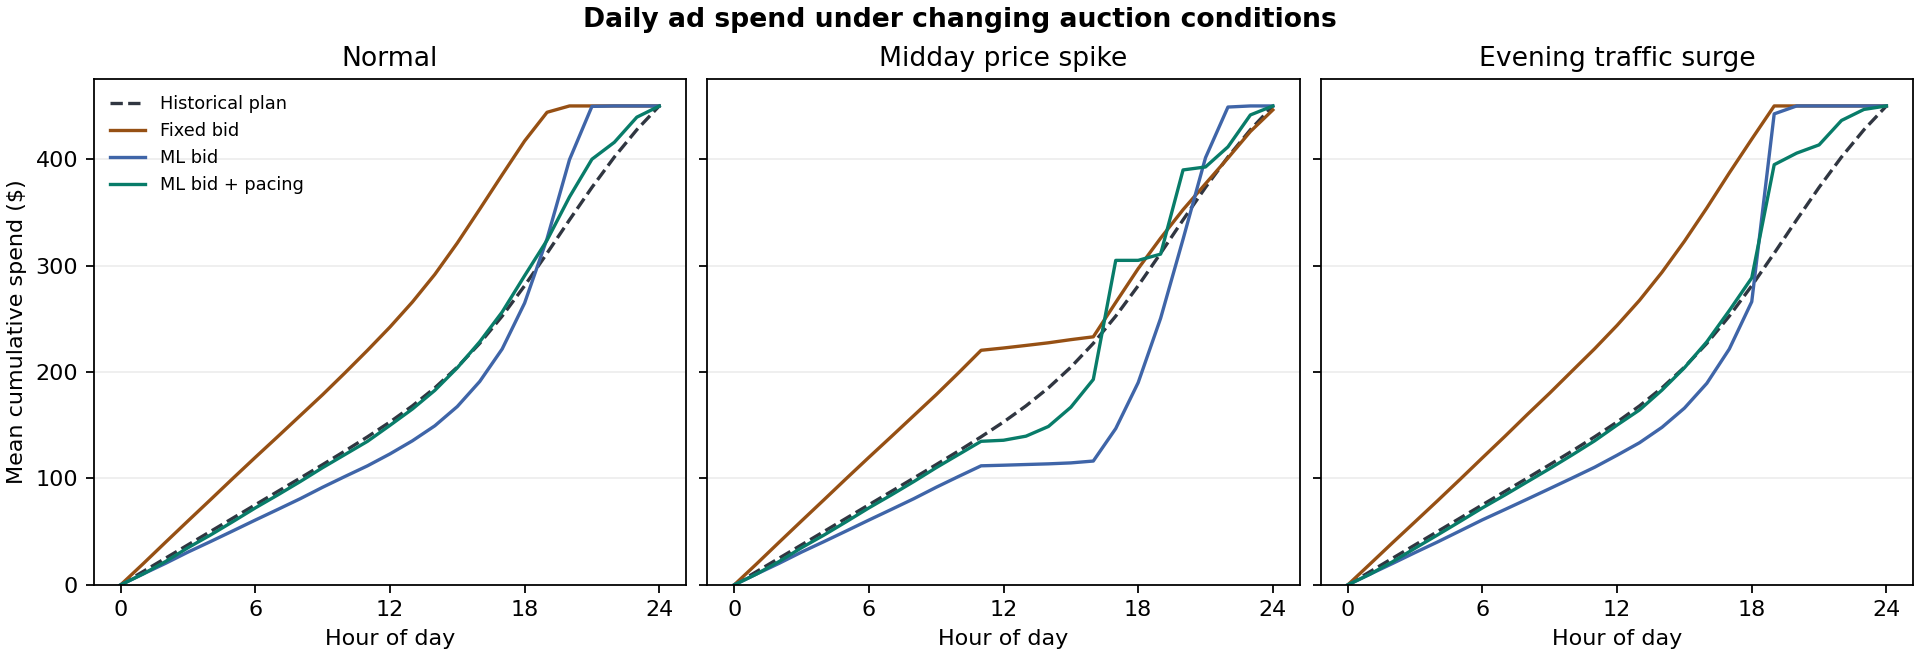 Daily ad spend under changing auction conditions
Normal
Midday price spike
Evening traffic surge
Historical plan
Fixed bid
ML bid
ML bid + pacing
Mean cumulative spend ($)
400
300
200
100
0
0 6 12 18 24
0 6 12 18 24
0 6 12 18 24
Hour of day
Hour of day
Hour of day